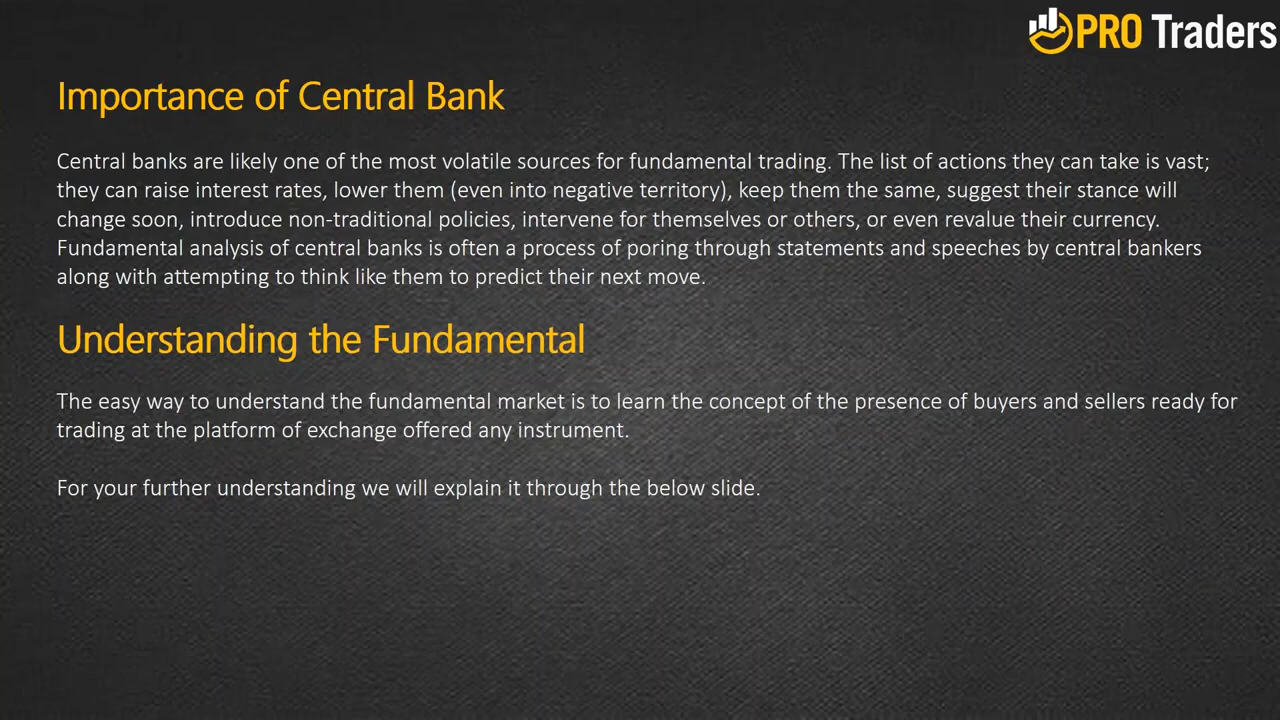 PRO Traders
Importance of Central Bank
Central banks are likely one of the most volatile sources for fundamental trading. The list of actions they can take is vast;
they can raise interest rates, lower them (even into negative territory), keep them the same, suggest their stance will
change soon, introduce non-traditional policies, intervene for themselves or others, or even revalue their currency.
Fundamental analysis of central banks is often a process of poring through statements and speeches by central bankers
along with attempting to think like them to predict their next move.
Understanding the Fundamental
The easy way to understand the fundamental market is to learn the concept of the presence of buyers and sellers ready for
trading at the platform of exchange offered any instrument.
For your further understanding we will explain it through the below slide.